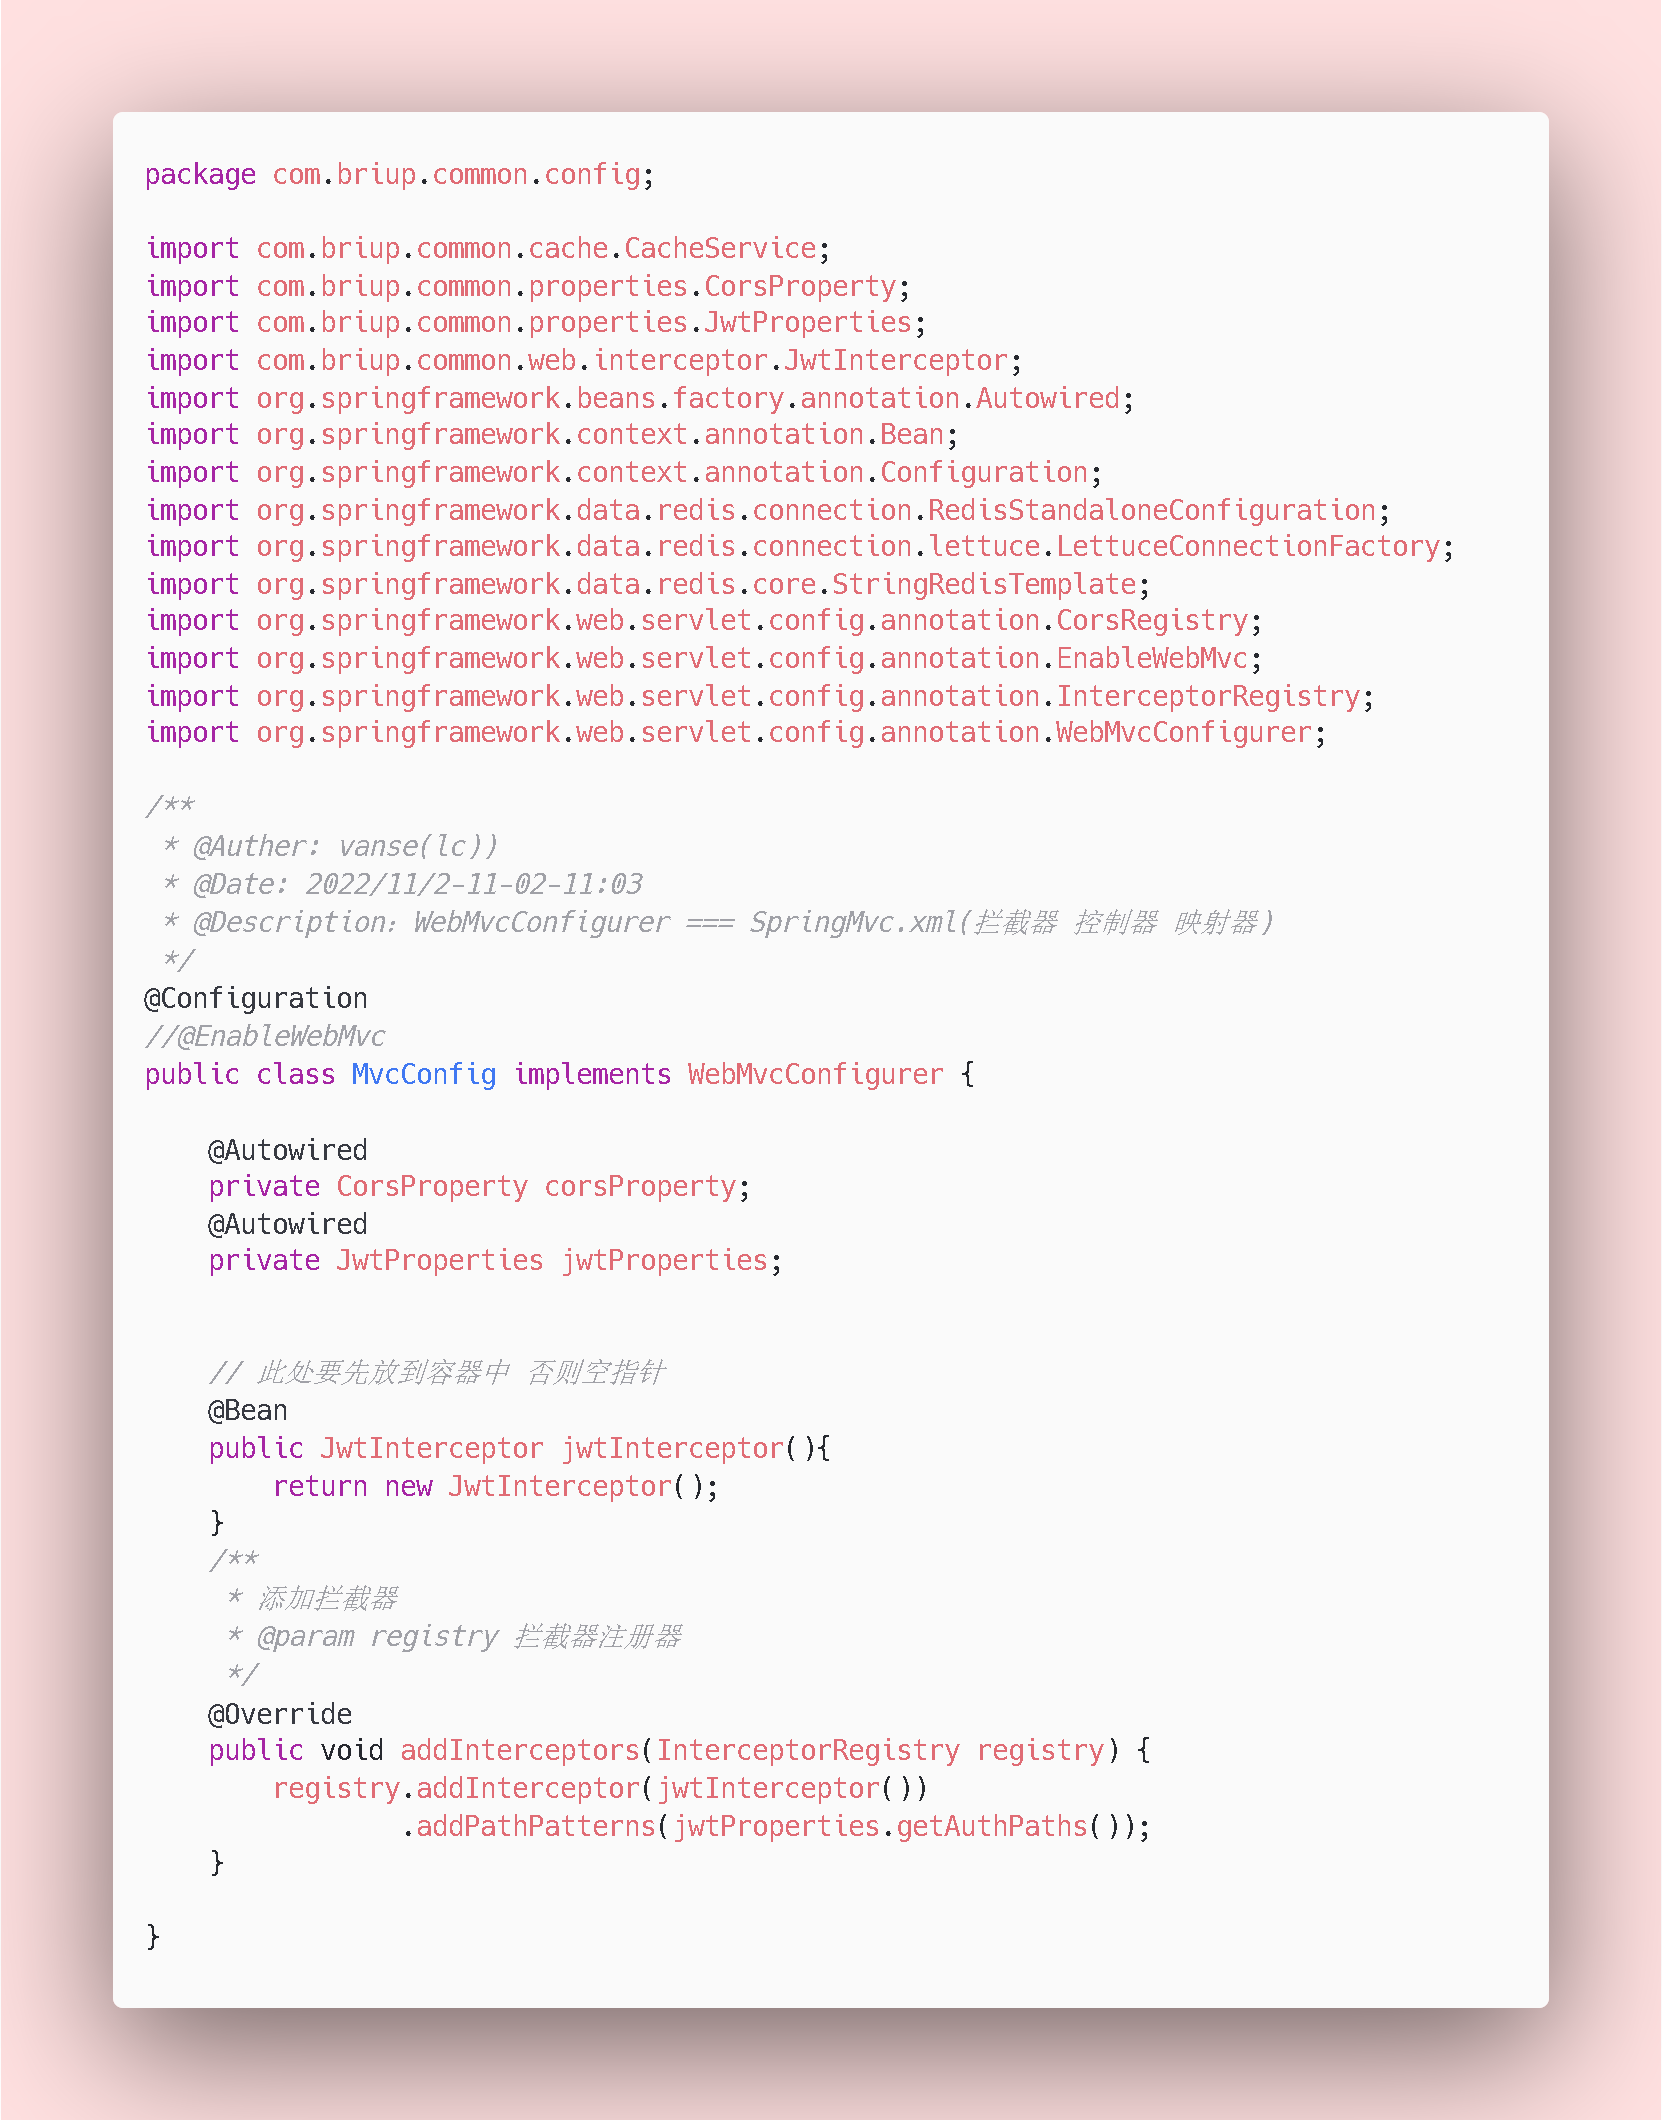 package com.briup.common.config;

import com.briup.common.cache.CacheService;
import com.briup.common.properties.CorsProperty;
import com.briup.common.properties.JwtProperties;
import com.briup.common.web.interceptor.JwtInterceptor;
import org.springframework.beans.factory.annotation.Autowired;
import org.springframework.context.annotation.Bean;
import org.springframework.context.annotation.Configuration;
import org.springframework.data.redis.connection.RedisStandaloneConfiguration;
import org.springframework.data.redis.connection.lettuce.LettuceConnectionFactory;
import org.springframework.data.redis.core.StringRedisTemplate;
import org.springframework.web.servlet.config.annotation.CorsRegistry;
import org.springframework.web.servlet.config.annotation.EnableWebMvc;
import org.springframework.web.servlet.config.annotation.InterceptorRegistry;
import org.springframework.web.servlet.config.annotation.WebMvcConfigurer;

/**
 * @Auther: vanse(lc))
 * @Date: 2022/11/2-11-02-11:03
 * @Description：WebMvcConfigurer === SpringMvc.xml(拦截器 控制器 映射器)
 */
@Configuration
//@EnableWebMvc
public class MvcConfig implements WebMvcConfigurer {

    @Autowired
    private CorsProperty corsProperty;
    @Autowired
    private JwtProperties jwtProperties;


    // 此处要先放到容器中 否则空指针
    @Bean
    public JwtInterceptor jwtInterceptor(){
        return new JwtInterceptor();
    }
    /**
     * 添加拦截器
     * @param registry 拦截器注册器
     */
    @Override
    public void addInterceptors(InterceptorRegistry registry) {
        registry.addInterceptor(jwtInterceptor())
                .addPathPatterns(jwtProperties.getAuthPaths());
    }

}